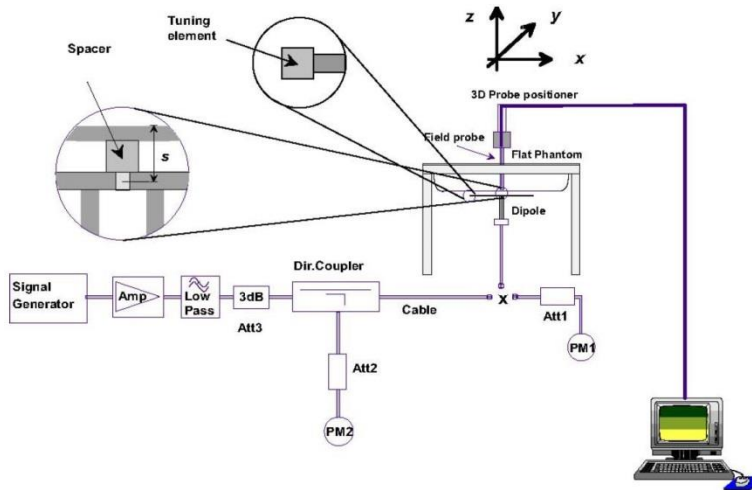 Tuning
element
Spacer
s
z
y
x
3D Probe positioner
Field probe
Flat Phantom
Dipole
Signal
Generator
Amp
Low
Pass
3dB
Att3
Dir.Coupler
Cable
x
Att1
PM1
Att2
PM2